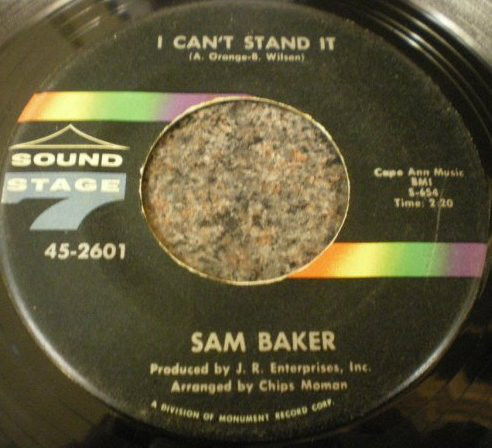 I CAN'T STAND IT
(A. Orange-B. Wilson)
SOUND
STAGE
7
45-2601
Cape Ann Music
BMI
S-654
Time: 2:20
SAM BAKER
Produced by J. R. Enterprises, Inc.
Arranged by Chips Moman
A DIVISION OF MONUMENT RECORD CORP.